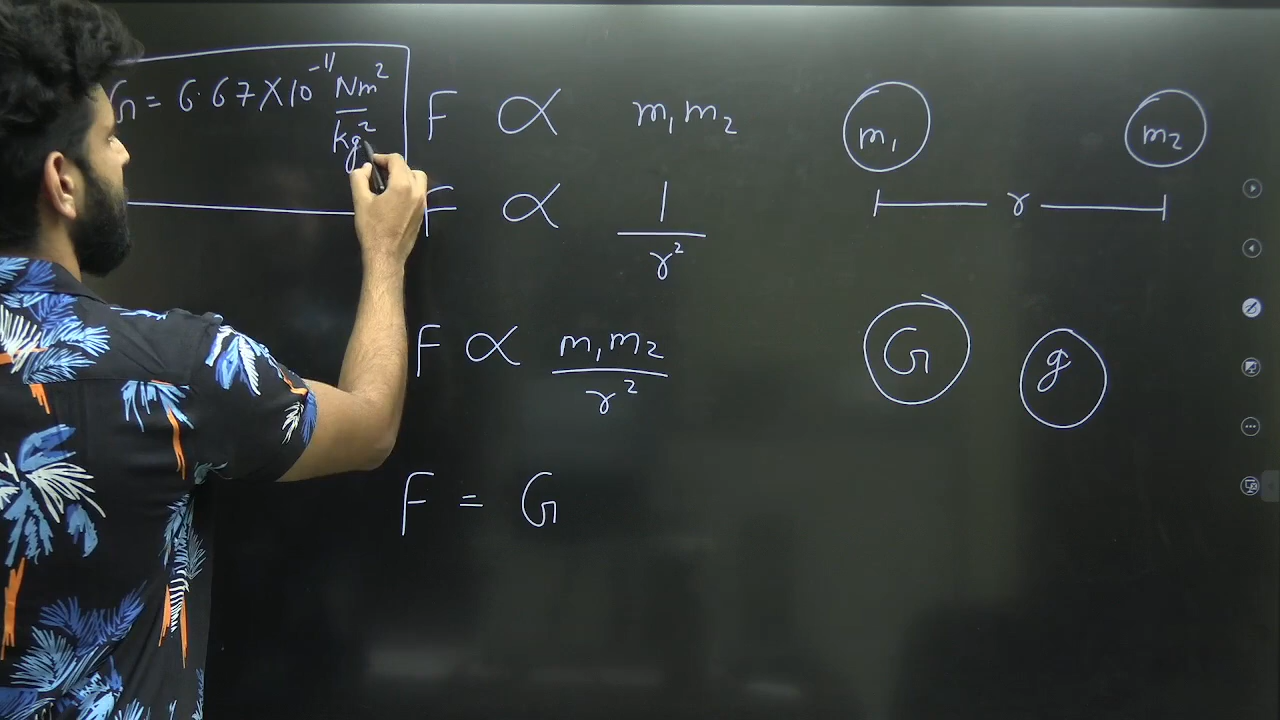 G = 6.67 × 10⁻¹¹ Nm²/kg²
F ∝ m₁m₂
m₁ m₂
F ∝ 1/r²
r
F ∝ m₁m₂/r²
G g
F = G